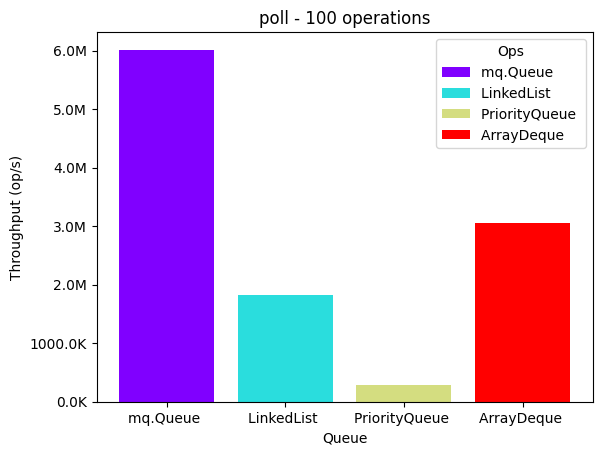 poll - 100 operations
Throughput (op/s)
6.0M
5.0M
4.0M
3.0M
2.0M
1000.0K
0.0K
Ops
mq.Queue
LinkedList
PriorityQueue
ArrayDeque
mq.Queue LinkedList PriorityQueue ArrayDeque
Queue